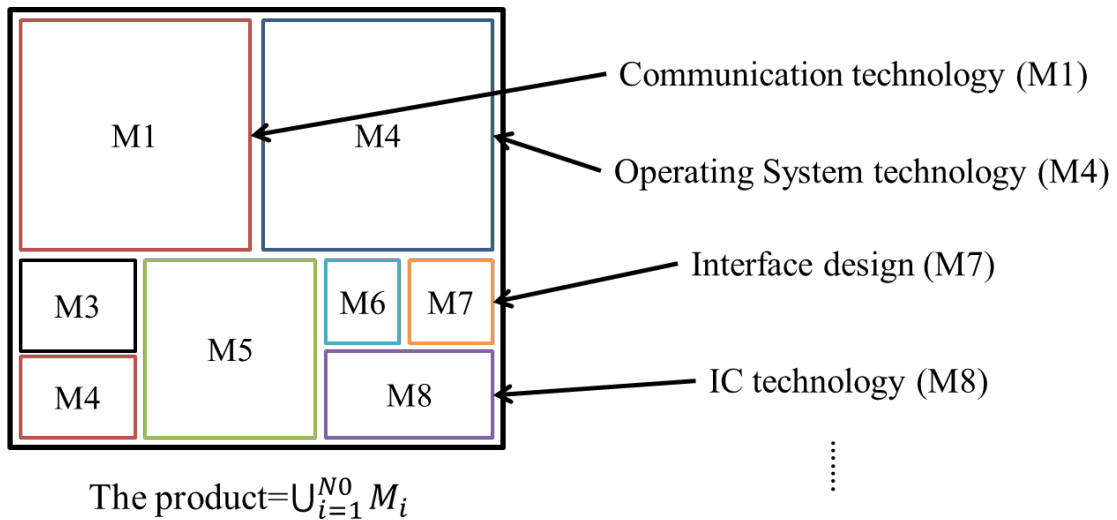 Communication technology (M1)
M1
M4
Operating System technology (M4)
Interface design (M7)
M3
M6
M7
M5
M4
M8
IC technology (M8)
The product=⋃_{i=1}^{N0} M_i